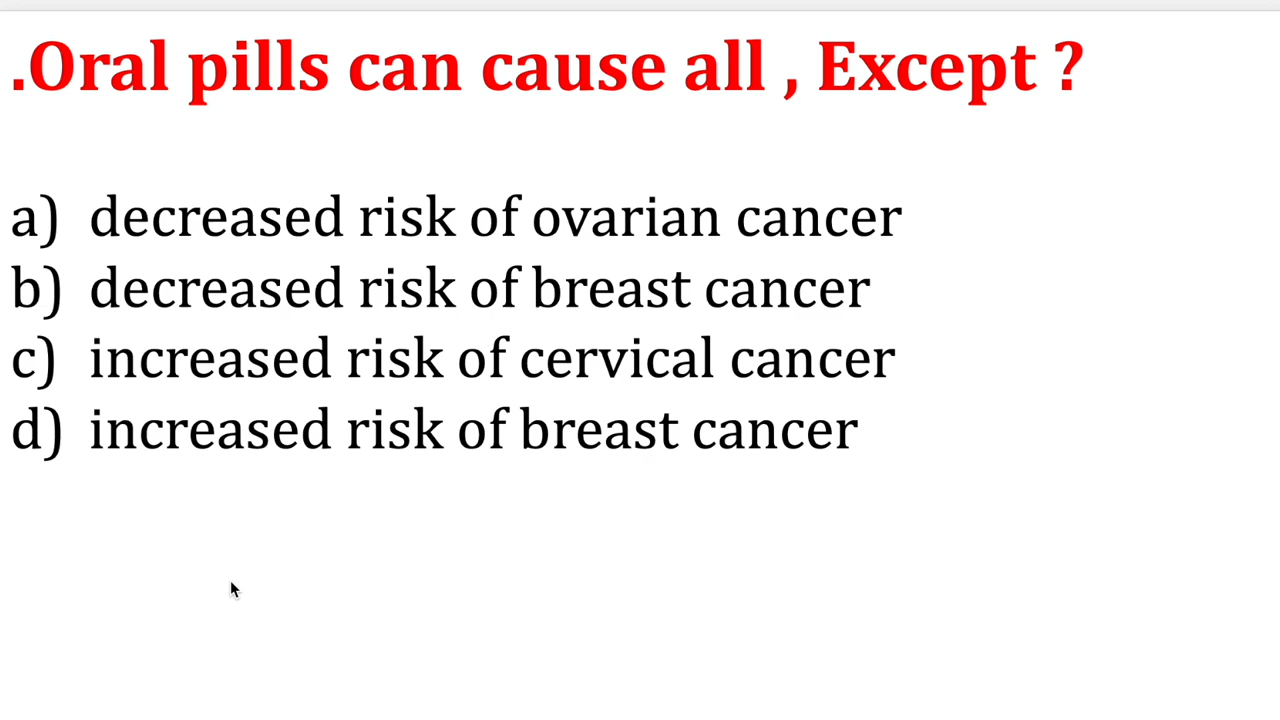 .Oral pills can cause all , Except ?
a) decreased risk of ovarian cancer
b) decreased risk of breast cancer
c) increased risk of cervical cancer
d) increased risk of breast cancer